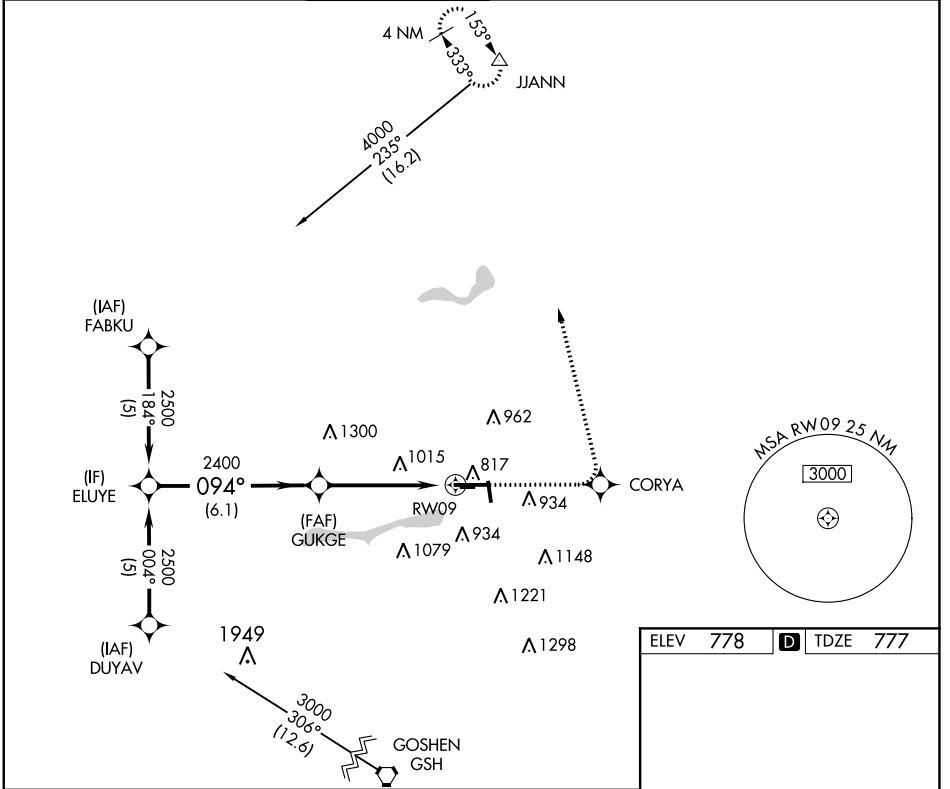 4 NM
153°
333°
JJANN
4000
235°
(16.2)
(IAF)
FABKU
2500
184°
(5)
(IF)
ELUYE
2400
094°
(6.1)
(FAF)
GUKGE
1300
1015
962
817
RW09
934
CORYA
934
1079
1148
1221
1298
2500
004°
(5)
(IAF)
DUYAV
1949
3000
306°
(12.6)
GOSHEN
GSH
MSA RW09 25 NM
3000
ELEV 778 D TDZE 777